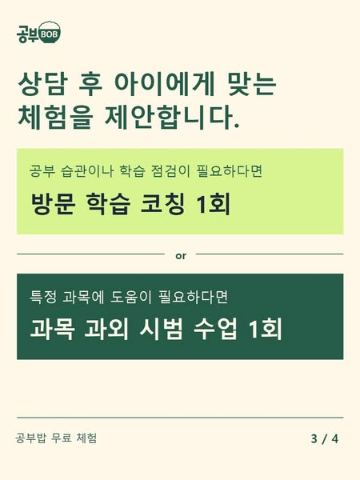 공부BOB
상담 후 아이에게 맞는
체험을 제안합니다.
공부 습관이나 학습 점검이 필요하다면
방문 학습 코칭 1회
or
특정 과목에 도움이 필요하다면
과목 과외 시범 수업 1회
공부밥 무료 체험
3 / 4